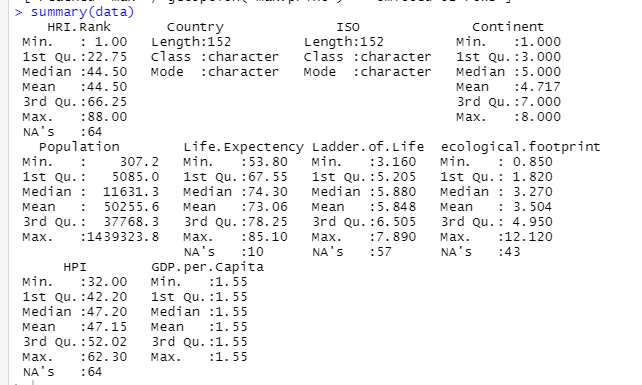 > summary(data)
HRI.Rank Country ISO Continent
Min. : 1.00 Length:152 Length:152 Min. :1.000
1st Qu.:22.75 Class :character Class :character 1st Qu.:3.000
Median :44.50 Mode :character Mode :character Median :5.000
Mean :44.50 Mean :4.717
3rd Qu.:66.25 3rd Qu.:7.000
Max. :88.00 Max. :8.000
NA's :64
Population Life.Expectency Ladder.of.Life ecological.footprint
Min. : 307.2 Min. :53.80 Min. :3.160 Min. : 0.850
1st Qu.: 5085.0 1st Qu.:67.55 1st Qu.:5.205 1st Qu.: 1.820
Median : 11631.3 Median :74.30 Median :5.880 Median : 3.270
Mean : 50255.6 Mean :73.06 Mean :5.848 Mean : 3.504
3rd Qu.: 37768.3 3rd Qu.:78.25 3rd Qu.:6.505 3rd Qu.: 4.950
Max. :1439323.8 Max. :85.10 Max. :7.890 Max. :12.120
NA's :10 NA's :57 NA's :43
HPI GDP.per.Capita
Min. :32.00 Min. :1.55
1st Qu.:42.20 1st Qu.:1.55
Median :47.20 Median :1.55
Mean :47.15 Mean :1.55
3rd Qu.:52.02 3rd Qu.:1.55
Max. :62.30 Max. :1.55
NA's :64